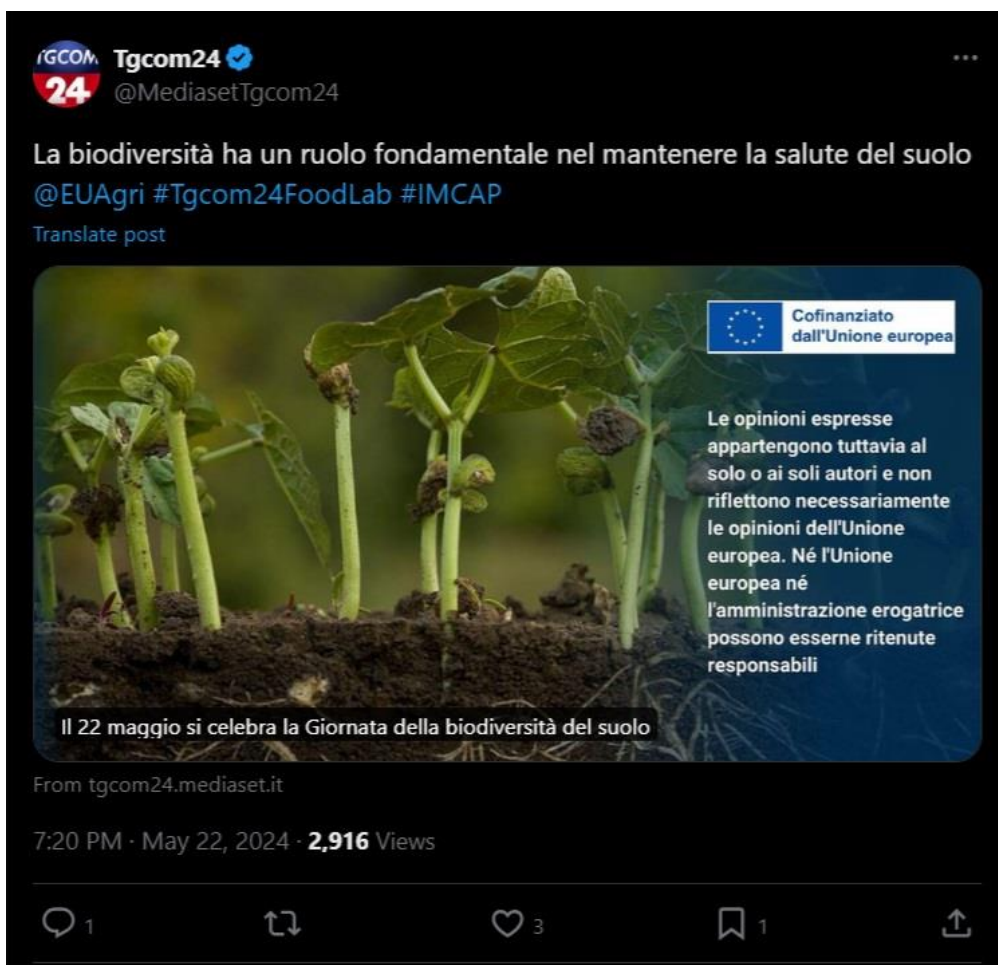 TGCOM
24
Tgcom24
@MediasetTgcom24
La biodiversità ha un ruolo fondamentale nel mantenere la salute del suolo
@EUAgri #Tgcom24FoodLab #IMCAP
Translate post
Cofinanziato
dall'Unione europea
Le opinioni espresse
appartengono tuttavia al
solo o ai soli autori e non
riflettono necessariamente
le opinioni dell'Unione
europea. Né l'Unione
europea né
l'amministrazione erogatrice
possono esserne ritenute
responsabili
Il 22 maggio si celebra la Giornata della biodiversità del suolo
From tgcom24.mediaset.it
7:20 PM · May 22, 2024 · 2,916 Views
1 3 1